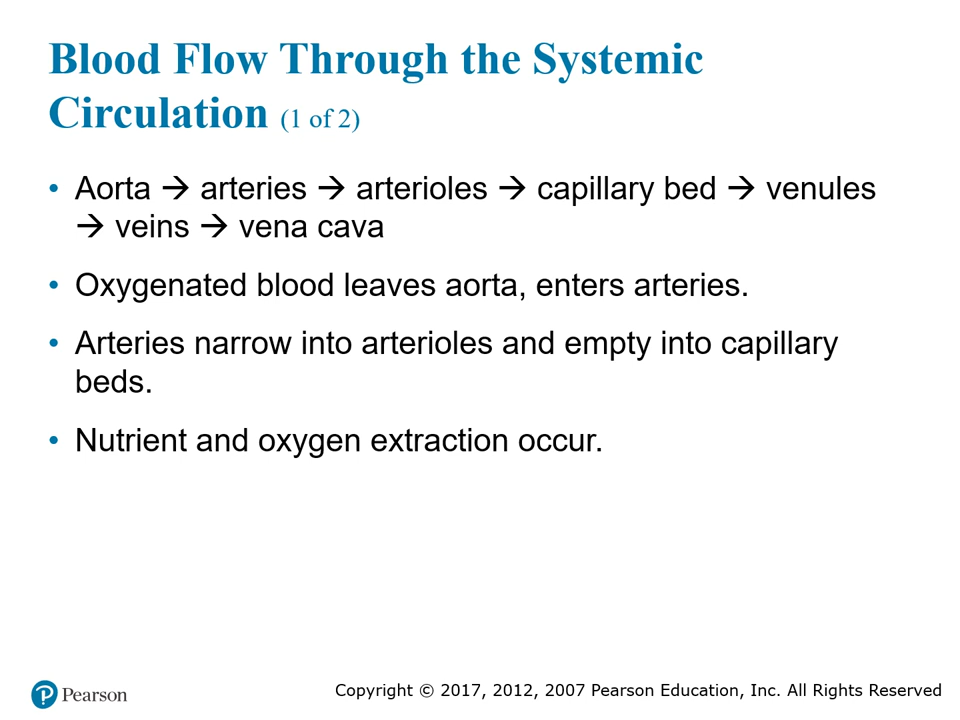 Blood Flow Through the Systemic
Circulation (1 of 2)
• Aorta → arteries → arterioles → capillary bed → venules
→ veins → vena cava
• Oxygenated blood leaves aorta, enters arteries.
• Arteries narrow into arterioles and empty into capillary
beds.
• Nutrient and oxygen extraction occur.
P Pearson
Copyright © 2017, 2012, 2007 Pearson Education, Inc. All Rights Reserved